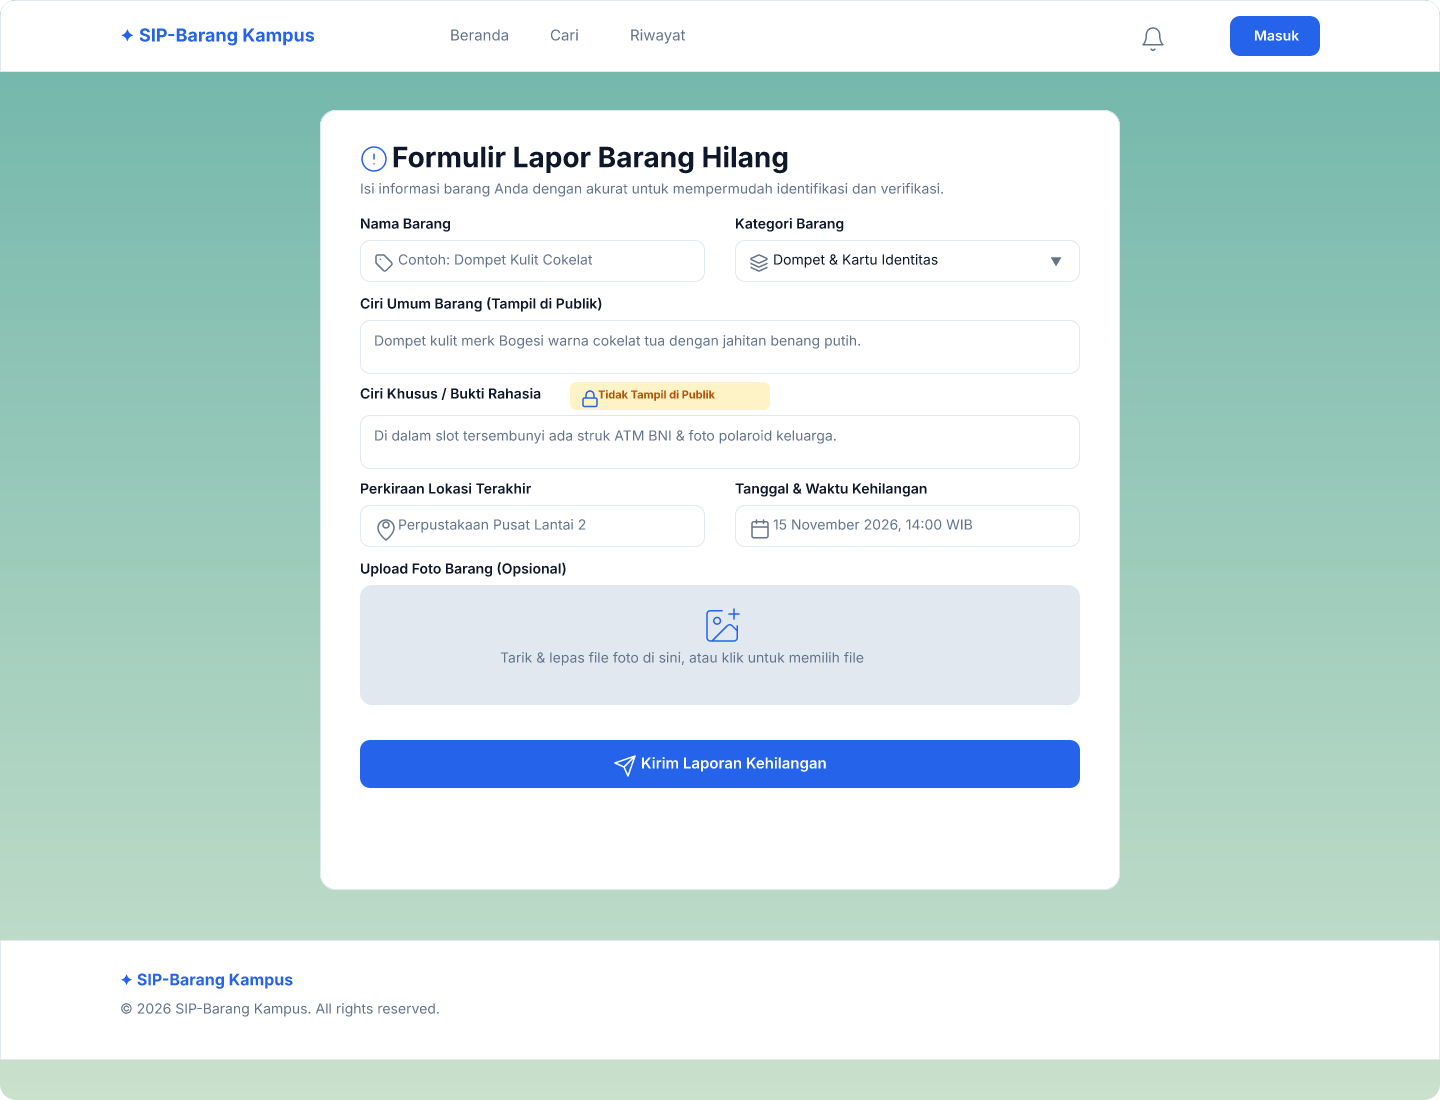 ✦ SIP-Barang Kampus
Beranda
Cari
Riwayat
Masuk
Formulir Lapor Barang Hilang
Isi informasi barang Anda dengan akurat untuk mempermudah identifikasi dan verifikasi.
Nama Barang
Kategori Barang
Contoh: Dompet Kulit Cokelat
Dompet & Kartu Identitas
Ciri Umum Barang (Tampil di Publik)
Dompet kulit merk Bogesi warna cokelat tua dengan jahitan benang putih.
Ciri Khusus / Bukti Rahasia
Tidak Tampil di Publik
Di dalam slot tersembunyi ada struk ATM BNI & foto polaroid keluarga.
Perkiraan Lokasi Terakhir
Tanggal & Waktu Kehilangan
Perpustakaan Pusat Lantai 2
15 November 2026, 14:00 WIB
Upload Foto Barang (Opsional)
Tarik & lepas file foto di sini, atau klik untuk memilih file
Kirim Laporan Kehilangan
✦ SIP-Barang Kampus
© 2026 SIP-Barang Kampus. All rights reserved.